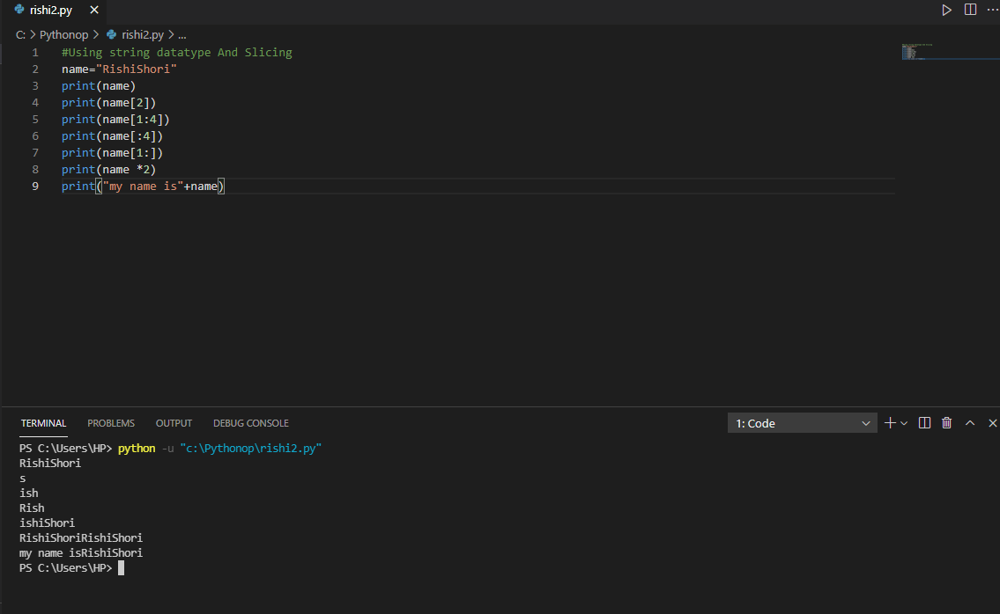 rishi2.py
C: > Pythonop > rishi2.py > ...
1 #Using string datatype And Slicing
2 name="RishiShori"
3 print(name)
4 print(name[2])
5 print(name[1:4])
6 print(name[:4])
7 print(name[1:])
8 print(name *2)
9 print("my name is"+name)
TERMINAL PROBLEMS OUTPUT DEBUG CONSOLE 1: Code
PS C:\Users\HP> python -u "c:\Pythonop\rishi2.py"
RishiShori
s
ish
Rish
ishiShori
RishiShoriRishiShori
my name isRishiShori
PS C:\Users\HP>